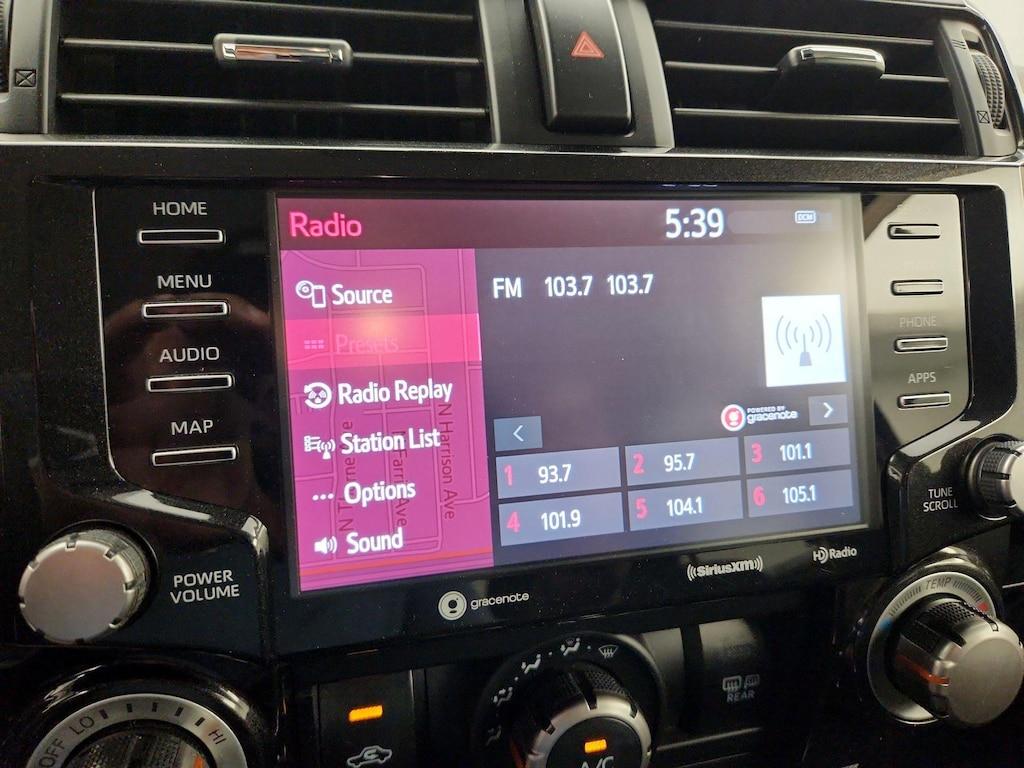 HOME
MENU
AUDIO
MAP
POWER
VOLUME
Radio
5:39
DCM
Source
Presets
Radio Replay
Station List
Options
Sound
N Harrison Ave
FM 103.7 103.7
POWERED BY
gracenote
1 93.7
2 95.7
3 101.1
4 101.9
5 104.1
6 105.1
PHONE
APPS
TUNE
SCROLL
gracenote
((SiriusXM))
HD Radio
TEMP
REAR
OFF LO HI
A/C